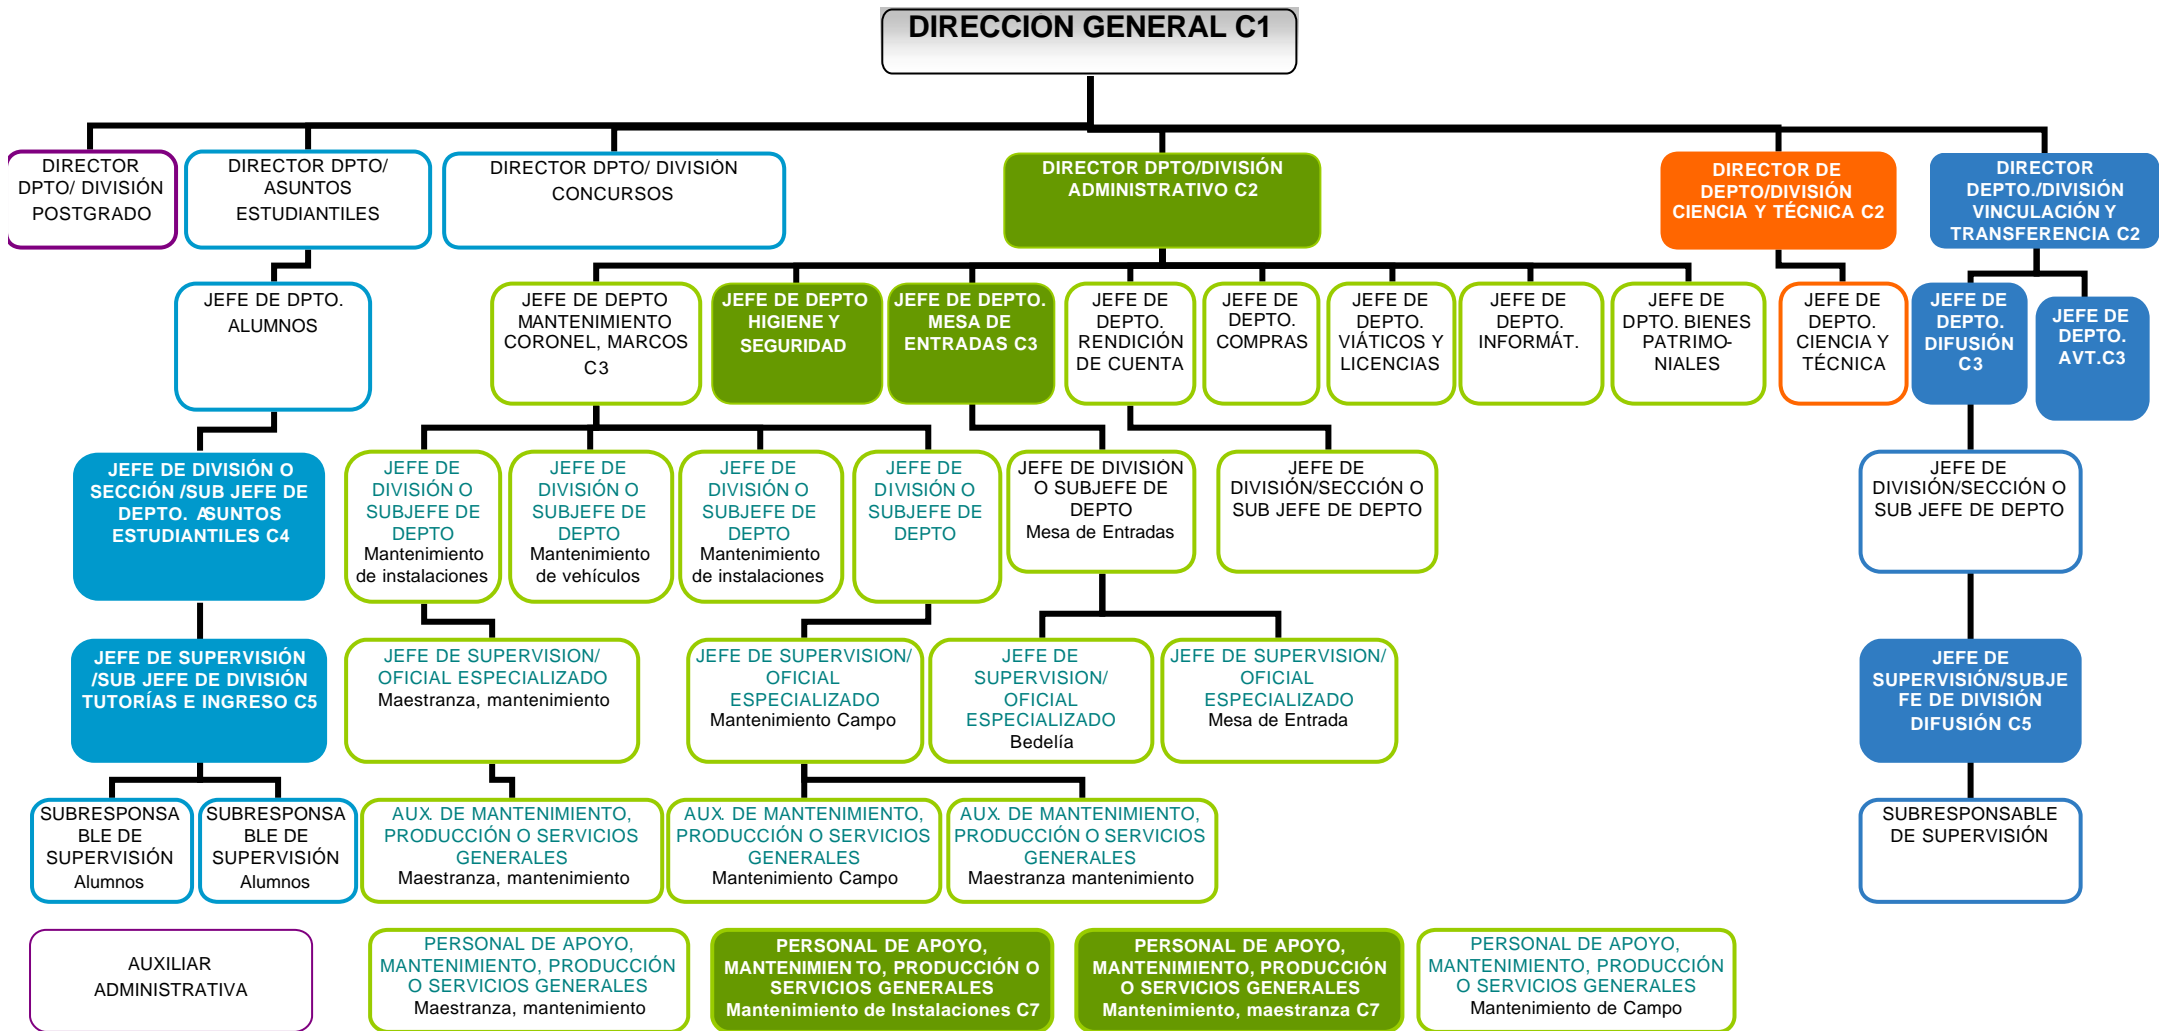 DIRECCIÓN GENERAL C1
DIRECTOR
DPTO/ DIVISIÓN
POSTGRADO
DIRECTOR DPTO/
ASUNTOS
ESTUDIANTILES
DIRECTOR DPTO/ DIVISIÓN
CONCURSOS
DIRECTOR DPTO/DIVISIÓN
ADMINISTRATIVO C2
DIRECTOR DE
DEPTO/DIVISIÓN
CIENCIA Y TÉCNICA C2
DIRECTOR
DEPTO./DIVISIÓN
VINCULACIÓN Y
TRANSFERENCIA C2
JEFE DE DPTO.
ALUMNOS
JEFE DE DEPTO
MANTENIMIENTO
CORONEL, MARCOS
C3
JEFE DE DEPTO
HIGIENE Y
SEGURIDAD
JEFE DE DEPTO.
MESA DE
ENTRADAS C3
JEFE DE
DEPTO.
RENDICIÓN
DE CUENTA
JEFE DE
DEPTO.
COMPRAS
JEFE DE
DEPTO.
VIÁTICOS Y
LICENCIAS
JEFE DE
DEPTO.
INFORMÁT.
JEFE DE
DPTO. BIENES
PATRIMO-
NIALES
JEFE DE
DEPTO.
CIENCIA Y
TÉCNICA
JEFE DE
DEPTO.
DIFUSIÓN
C3
JEFE DE
DEPTO.
AVT.C3
JEFE DE DIVISIÓN O
SECCIÓN /SUB JEFE DE
DEPTO. ASUNTOS
ESTUDIANTILES C4
JEFE DE
DIVISIÓN O
SUBJEFE DE
DEPTO
Mantenimiento
de instalaciones
JEFE DE
DIVISIÓN O
SUBJEFE DE
DEPTO
Mantenimiento
de vehículos
JEFE DE
DIVISIÓN O
SUBJEFE DE
DEPTO
Mantenimiento
de instalaciones
JEFE DE
DIVISIÓN O
SUBJEFE DE
DEPTO
JEFE DE DIVISIÓN
O SUBJEFE DE
DEPTO
Mesa de Entradas
JEFE DE
DIVISIÓN/SECCIÓN O
SUB JEFE DE DEPTO
JEFE DE
DIVISIÓN/SECCIÓN O
SUB JEFE DE DEPTO
JEFE DE SUPERVISIÓN
/SUB JEFE DE DIVISIÓN
TUTORÍAS E INGRESO C5
JEFE DE SUPERVISION/
OFICIAL ESPECIALIZADO
Maestranza, mantenimiento
JEFE DE SUPERVISION/
OFICIAL
ESPECIALIZADO
Mantenimiento Campo
JEFE DE
SUPERVISION/
OFICIAL
ESPECIALIZADO
Bedelía
JEFE DE SUPERVISION/
OFICIAL
ESPECIALIZADO
Mesa de Entrada
JEFE DE
SUPERVISIÓN/SUBJE
FE DE DIVISIÓN
DIFUSIÓN C5
SUBRESPONSA
BLE DE
SUPERVISIÓN
Alumnos
SUBRESPONSA
BLE DE
SUPERVISIÓN
Alumnos
AUX. DE MANTENIMIENTO,
PRODUCCIÓN O SERVICIOS
GENERALES
Maestranza, mantenimiento
AUX. DE MANTENIMIENTO,
PRODUCCIÓN O SERVICIOS
GENERALES
Mantenimiento Campo
AUX. DE MANTENIMIENTO,
PRODUCCIÓN O SERVICIOS
GENERALES
Maestranza mantenimiento
SUBRESPONSABLE
DE SUPERVISIÓN
AUXILIAR
ADMINISTRATIVA
PERSONAL DE APOYO,
MANTENIMIENTO, PRODUCCIÓN
O SERVICIOS GENERALES
Maestranza, mantenimiento
PERSONAL DE APOYO,
MANTENIMIENTO, PRODUCCIÓN O
SERVICIOS GENERALES
Mantenimiento de Instalaciones C7
PERSONAL DE APOYO,
MANTENIMIENTO, PRODUCCIÓN
O SERVICIOS GENERALES
Mantenimiento, maestranza C7
PERSONAL DE APOYO,
MANTENIMIENTO, PRODUCCIÓN
O SERVICIOS GENERALES
Mantenimiento de Campo